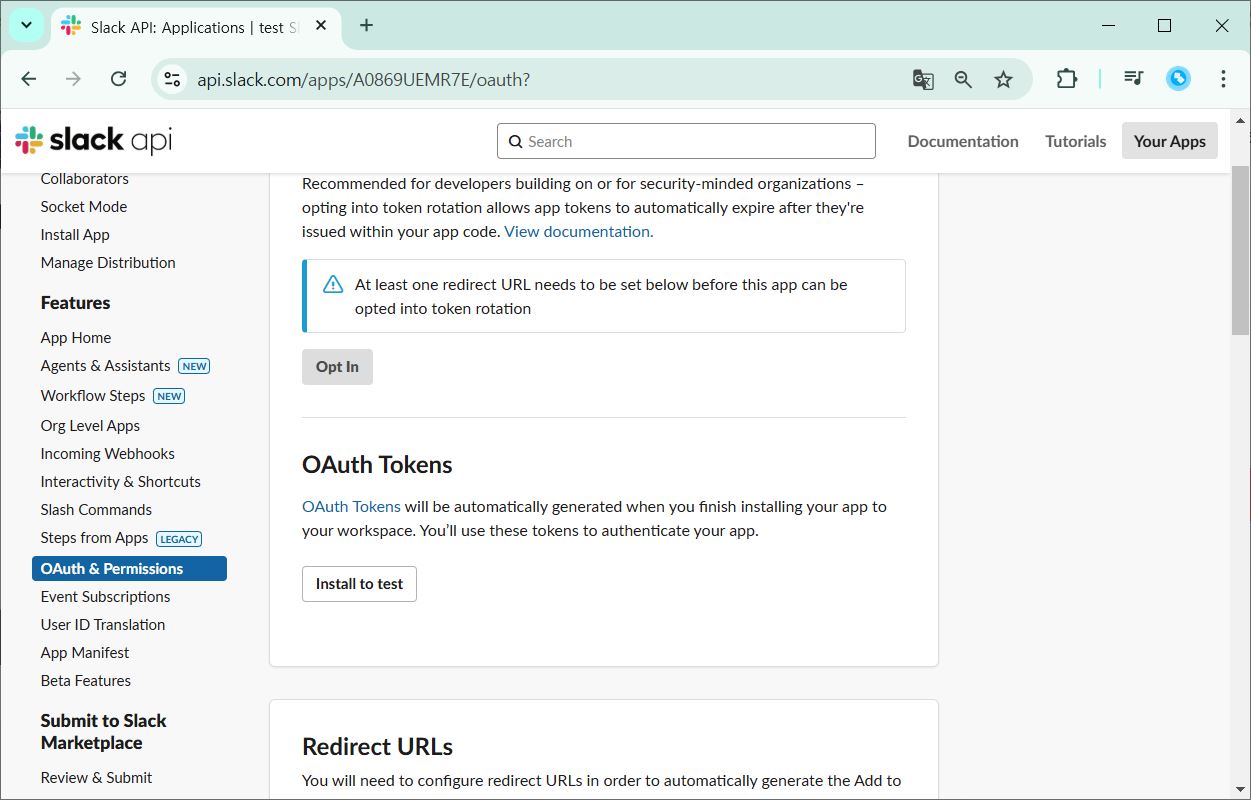 Slack API: Applications | test Sl
api.slack.com/apps/A0869UEMR7E/oauth?
slack api
Search
Documentation
Tutorials
Your Apps
Collaborators
Socket Mode
Install App
Manage Distribution
Features
App Home
Agents & Assistants NEW
Workflow Steps NEW
Org Level Apps
Incoming Webhooks
Interactivity & Shortcuts
Slash Commands
Steps from Apps LEGACY
OAuth & Permissions
Event Subscriptions
User ID Translation
App Manifest
Beta Features
Submit to Slack
Marketplace
Review & Submit
Recommended for developers building on or for security-minded organizations –
opting into token rotation allows app tokens to automatically expire after they're
issued within your app code. View documentation.
At least one redirect URL needs to be set below before this app can be
opted into token rotation
Opt In
OAuth Tokens
OAuth Tokens will be automatically generated when you finish installing your app to
your workspace. You’ll use these tokens to authenticate your app.
Install to test
Redirect URLs
You will need to configure redirect URLs in order to automatically generate the Add to